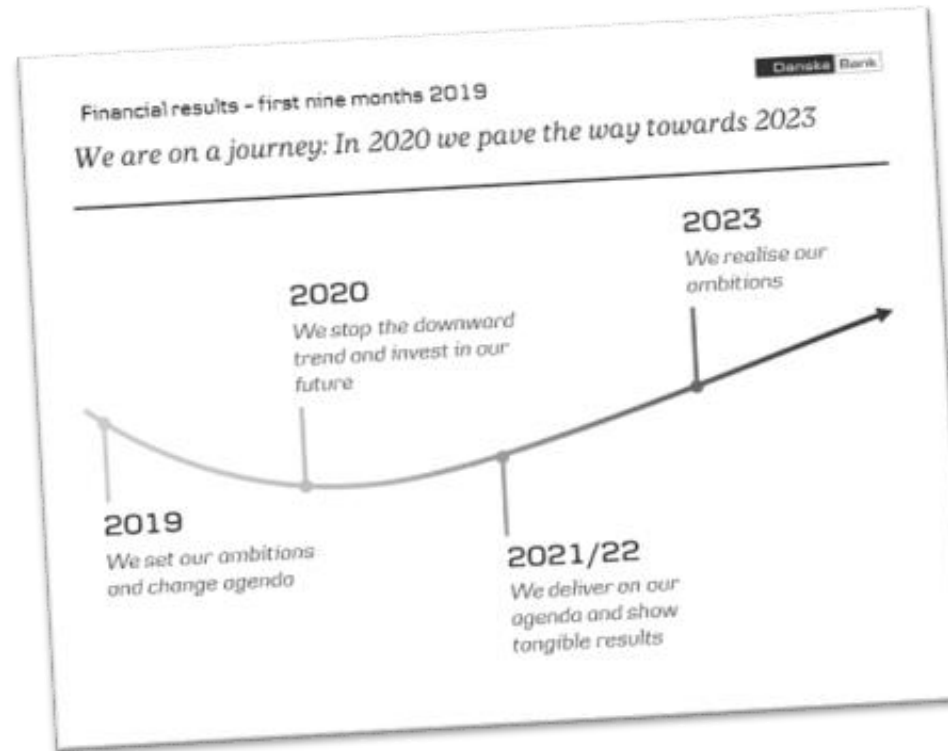 Financial results – first nine months 2019
Danske Bank
We are on a journey: In 2020 we pave the way towards 2023
2023
We realise our
ambitions
2020
We stop the downward
trend and invest in our
future
2019
We set our ambitions
and change agenda
2021/22
We deliver on our
agenda and show
tangible results